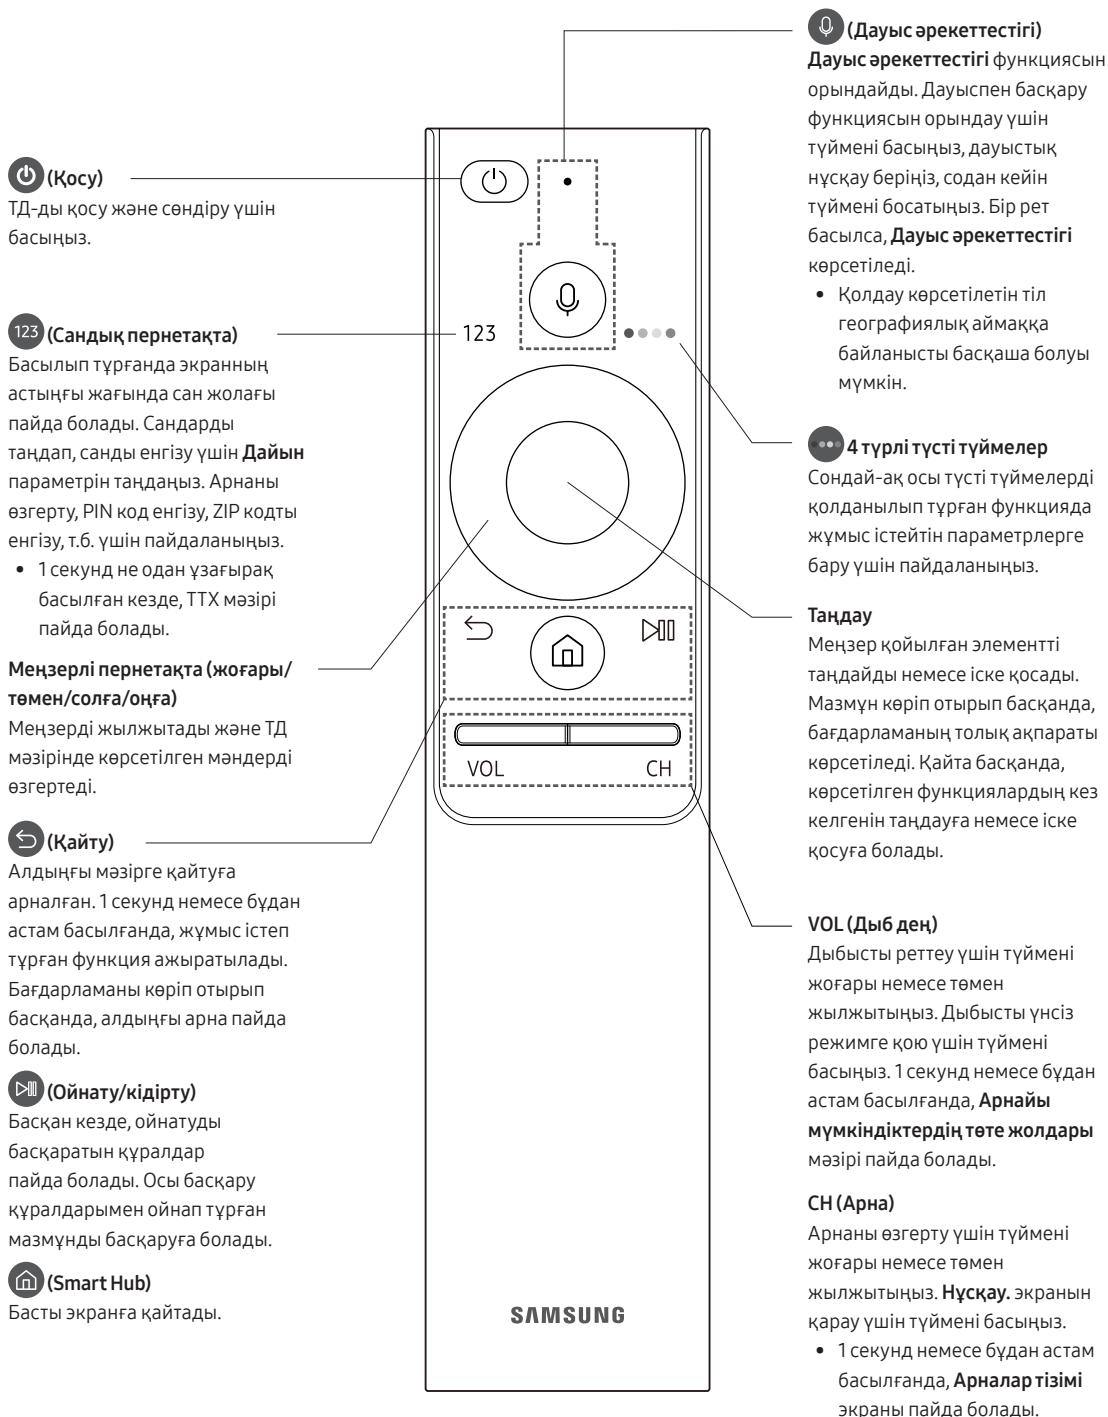 (Қосу)
ТД-ды қосу және сөндіру үшін
басыңыз.
123 (Сандық пернетақта)
Басылып тұрғанда экранның
астыңғы жағында сан жолағы
пайда болады. Сандарды
таңдап, санды енгізу үшін Дайын
параметрін таңдаңыз. Арнаны
өзгерту, PIN код енгізу, ZIP кодты
енгізу, т.б. үшін пайдаланыңыз.
• 1 секунд не одан ұзағырақ
басылған кезде, TTX мәзірі
пайда болады.
Меңзерлі пернетақта (жоғары/
төмен/солға/оңға)
Меңзерді жылжытады және ТД
мәзірінде көрсетілген мәндерді
өзгертеді.
(Қайту)
Алдыңғы мәзірге қайтуға
арналған. 1 секунд немесе бұдан
астам басылғанда, жұмыс істеп
тұрған функция ажыратылады.
Бағдарламаны көріп отырып
басқанда, алдыңғы арна пайда
болады.
(Ойнату/кідірту)
Басқан кезде, ойнатуды
басқаратын құралдар
пайда болады. Осы басқару
құралдарымен ойнап тұрған
мазмұнды басқаруға болады.
(Smart Hub)
Басты экранға қайтады.
123
VOL CH
SAMSUNG
(Дауыс әрекеттестігі)
Дауыс әрекеттестігі функциясын
орындайды. Дауыспен басқару
функциясын орындау үшін
түймені басыңыз, дауыстық
нұсқау беріңіз, содан кейін
түймені босатыңыз. Бір рет
басылса, Дауыс әрекеттестігі
көрсетіледі.
• Қолдау көрсетілетін тіл
географиялық аймаққа
байланысты басқаша болуы
мүмкін.
4 түрлі түсті түймелер
Сондай-ақ осы түсті түймелерді
қолданылып тұрған функцияда
жұмыс істейтін параметрлерге
бару үшін пайдаланыңыз.
Таңдау
Меңзер қойылған элементті
таңдайды немесе іске қосады.
Мазмұн көріп отырып басқанда,
бағдарламаның толық ақпараты
көрсетіледі. Қайта басқанда,
көрсетілген функциялардың кез
келгенін таңдауға немесе іске
қосуға болады.
VOL (Дыб дең)
Дыбысты реттеу үшін түймені
жоғары немесе төмен
жылжытыңыз. Дыбысты үнсіз
режимге қою үшін түймені
басыңыз. 1 секунд немесе бұдан
астам басылғанда, Арнайы
мүмкіндіктердің төте жолдары
мәзірі пайда болады.
CH (Арна)
Арнаны өзгерту үшін түймені
жоғары немесе төмен
жылжытыңыз. Нұсқау. экранын
қарау үшін түймені басыңыз.
• 1 секунд немесе бұдан астам
басылғанда, Арналар тізімі
экраны пайда болады.